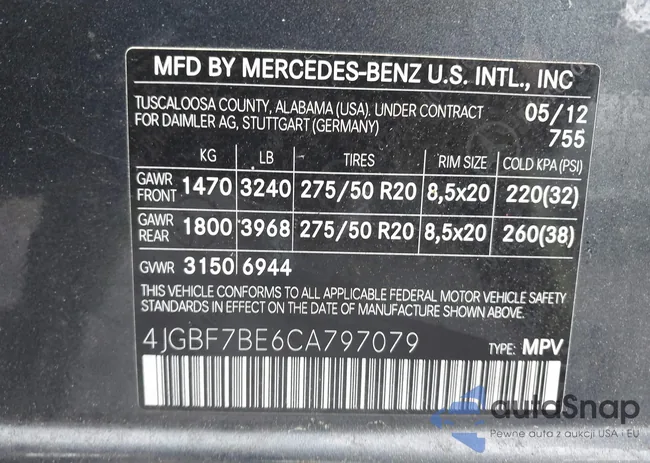 MFD BY MERCEDES-BENZ U.S. INTL., INC
TUSCALOOSA COUNTY, ALABAMA (USA). UNDER CONTRACT 05/12
FOR DAIMLER AG, STUTTGART (GERMANY) 755
KG LB TIRES RIM SIZE COLD KPA (PSI)
GAWR FRONT 1470 3240 275/50 R20 8,5x20 220(32)
GAWR REAR 1800 3968 275/50 R20 8,5x20 260(38)
GVWR 3150 6944
THIS VEHICLE CONFORMS TO ALL APPLICABLE FEDERAL MOTOR VEHICLE SAFETY
STANDARDS IN EFFECT ON THE DATE OF MANUFACTURE SHOWN ABOVE.
4JGBF7BE6CA797079 TYPE: MPV
autoSnap
Pewne auta z aukcji USA i EU